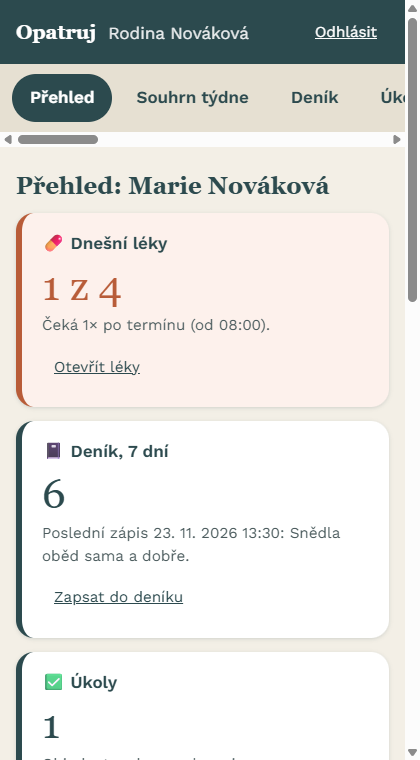 Opatruj Rodina Nováková Odhlásit
Přehled Souhrn týdne Deník
Přehled: Marie Nováková
Dnešní léky
1 z 4
Čeká 1× po termínu (od 08:00).
Otevřít léky
Deník, 7 dní
6
Poslední zápis 23. 11. 2026 13:30: Snědla
oběd sama a dobře.
Zapsat do deníku
Úkoly
1